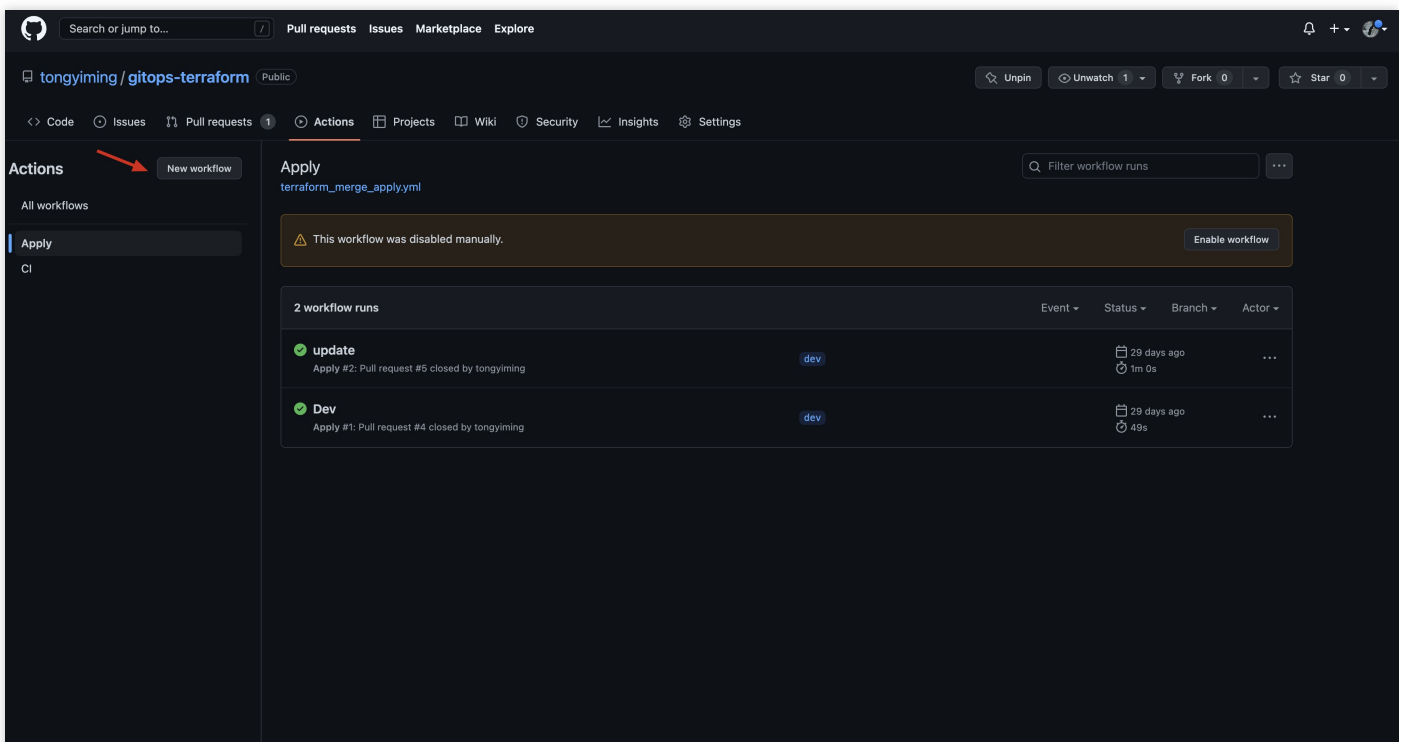 Search or jump to... /
Pull requests Issues Marketplace Explore
tongyiming / gitops-terraform Public
Unpin Unwatch 1 Fork 0 Star 0
Code Issues Pull requests 1 Actions Projects Wiki Security Insights Settings
Actions New workflow
All workflows
Apply
CI
Apply
terraform_merge_apply.yml
Filter workflow runs
This workflow was disabled manually. Enable workflow
2 workflow runs Event Status Branch Actor
update
Apply #2: Pull request #5 closed by tongyiming
dev
29 days ago
1m 0s
Dev
Apply #1: Pull request #4 closed by tongyiming
dev
29 days ago
49s